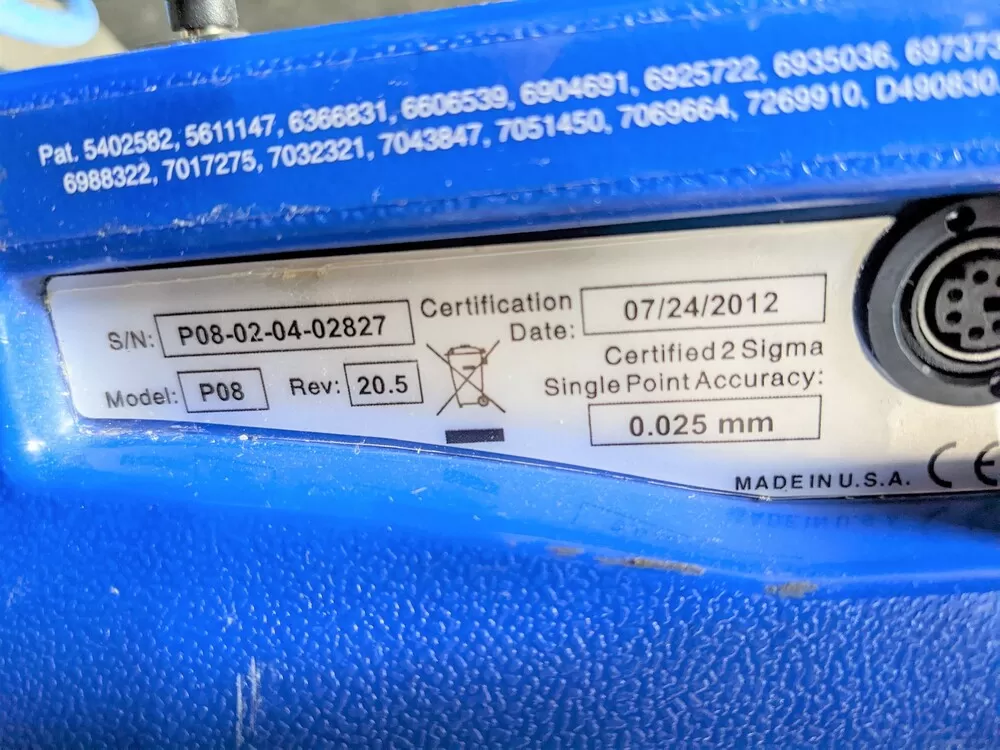 Pat. 5402582, 5611147, 6366831, 6606539, 6904691, 6925722, 6935036,
6988322, 7017275, 7032321, 7043847, 7051450, 7069664, 7269910, D490830
S/N: P08-02-04-02827
Certification Date: 07/24/2012
Model: P08 Rev: 20.5
Certified 2 Sigma
Single Point Accuracy:
0.025 mm
MADE IN U.S.A. CE